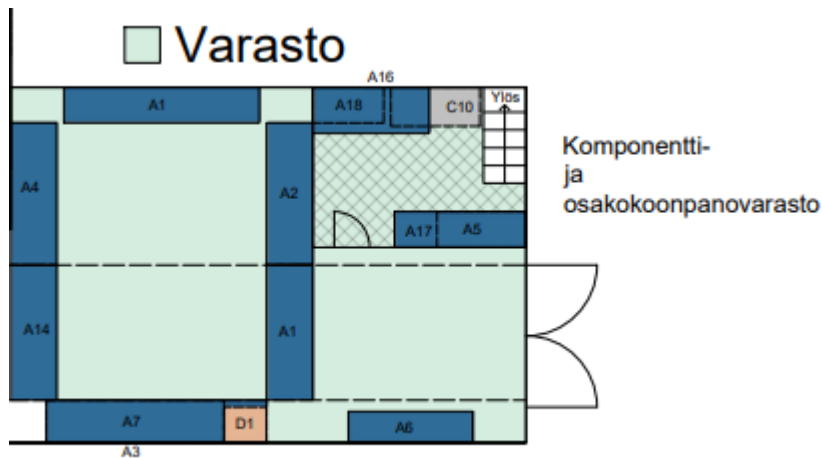 Varasto
A16
A1
A18
C10
Ylös
Komponentti-
ja
osakokoonpanovarasto
A4
A2
A17
A5
A14
A1
A7
D1
A6
A3